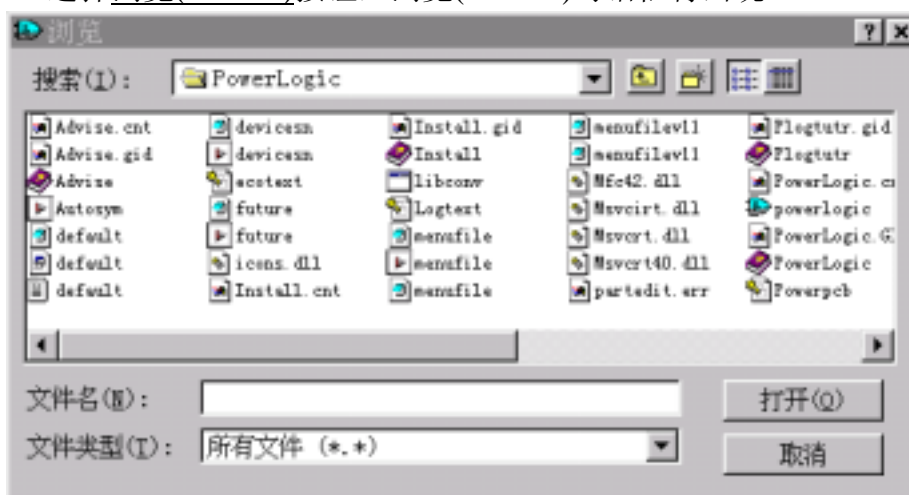 浏览
搜索(I): PowerLogic
Advise.cnt
Advise.gid
Advise
Autosym
default
default
default
devicesn
devicesn
ecotext
future
future
icons.dll
Install.cnt
Install.gid
Install
libconv
Logtext
menufile
menufile
menufile
menufilev11
menufilev11
Mfc42.dll
Msvcirt.dll
Msvcrt.dll
Msvcrt40.dll
partedit.err
Plogtutr.gid
Plogtutr
powerlogic
PowerLogic
Powerpcb
文件名(N):
打开(O)
文件类型(T): 所有文件 (*.*)
取消